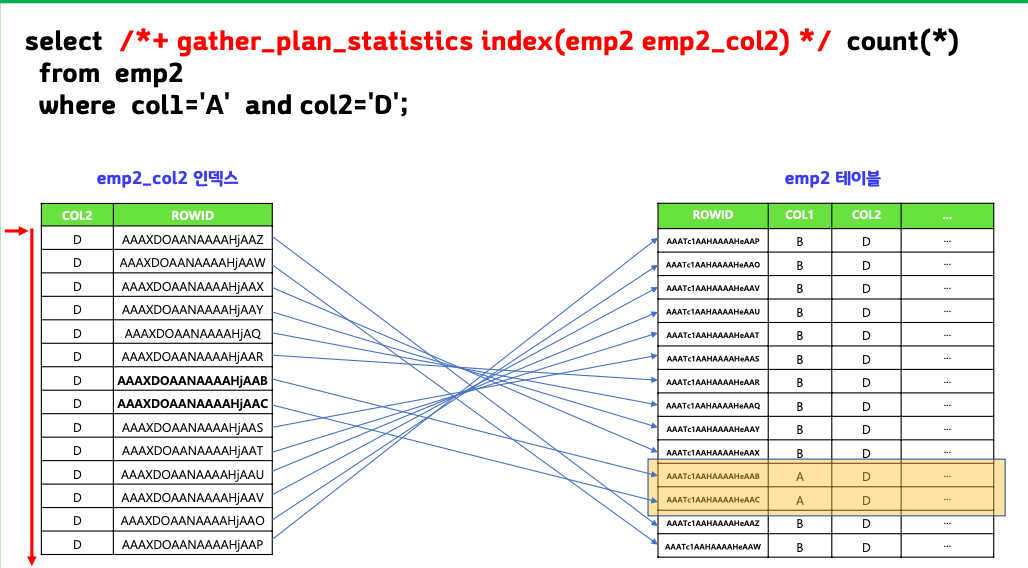 select /*+ gather_plan_statistics index(emp2 emp2_col2) */ count(*)
from emp2
where col1='A' and col2='D';
emp2_col2 인덱스
COL2 ROWID
D AAAXDOAANAAAAHjAAZ
D AAAXDOAANAAAAHjAAW
D AAAXDOAANAAAAHjAAX
D AAAXDOAANAAAAHjAAY
D AAAXDOAANAAAAHjAQ
D AAAXDOAANAAAAHjAAR
D AAAXDOAANAAAAHjAAB
D AAAXDOAANAAAAHjAAC
D AAAXDOAANAAAAHjAAS
D AAAXDOAANAAAAHjAAT
D AAAXDOAANAAAAHjAAU
D AAAXDOAANAAAAHjAAV
D AAAXDOAANAAAAHjAAO
D AAAXDOAANAAAAHjAAP
emp2 테이블
ROWID COL1 COL2 ...
AAATc1AAHAAAAHeAAP B D ...
AAATc1AAHAAAAHeAAO B D ...
AAATc1AAHAAAAHeAAV B D ...
AAATc1AAHAAAAHeAAU B D ...
AAATc1AAHAAAAHeAAT B D ...
AAATc1AAHAAAAHeAAS B D ...
AAATc1AAHAAAAHeAAR B D ...
AAATc1AAHAAAAHeAAQ B D ...
AAATc1AAHAAAAHeAAY B D ...
AAATc1AAHAAAAHeAAX B D ...
AAATc1AAHAAAAHeAAB A D ...
AAATc1AAHAAAAHeAAC A D ...
AAATc1AAHAAAAHeAAZ B D ...
AAATc1AAHAAAAHeAAW B D ...